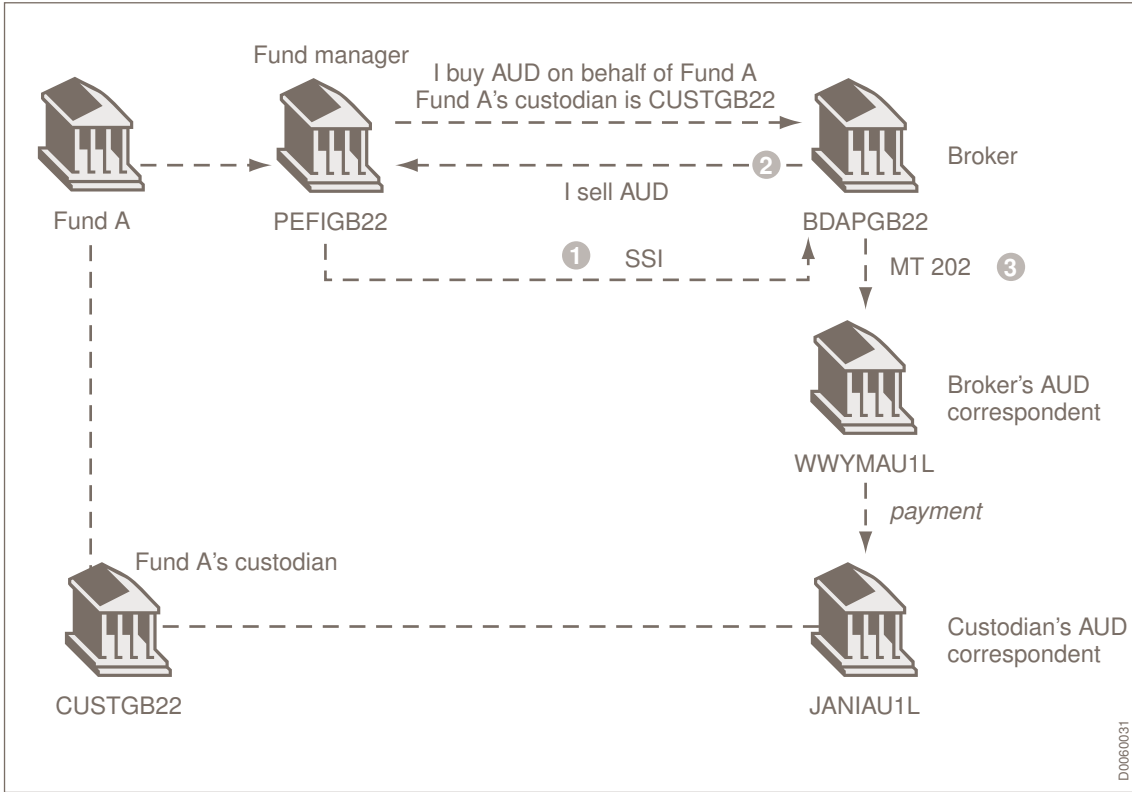 Fund manager
I buy AUD on behalf of Fund A
Fund A's custodian is CUSTGB22
2
Broker
I sell AUD
Fund A
PEFIGB22
BDAPGB22
1
SSI
MT 202
3
Broker's AUD
correspondent
WWYMAU1L
payment
Fund A's custodian
Custodian's AUD
correspondent
CUSTGB22
JANIAU1L
D0060031